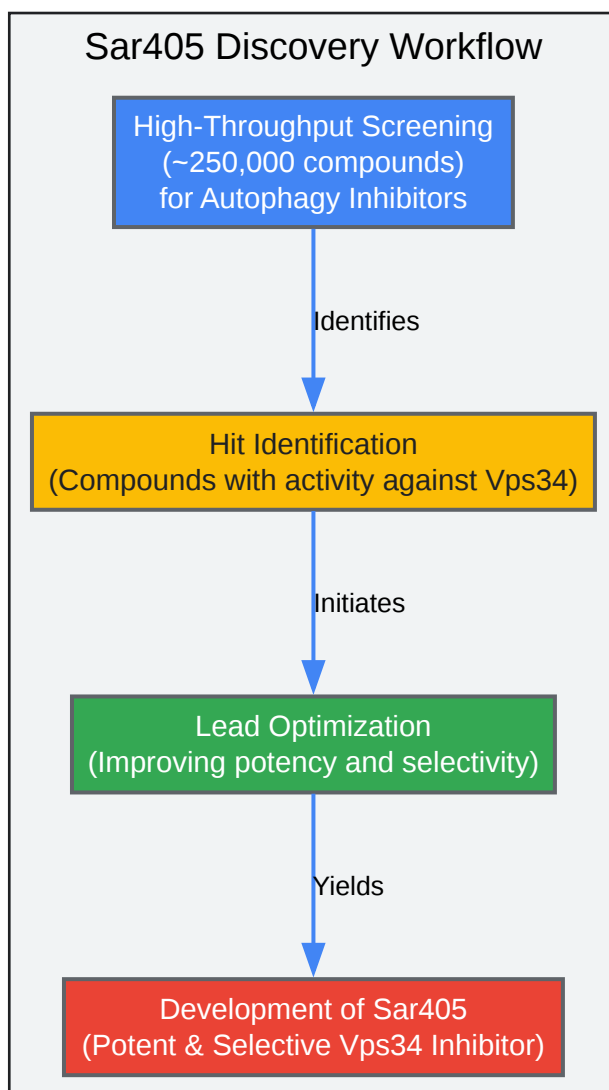 Sar405 Discovery Workflow
High-Throughput Screening
(~250,000 compounds)
for Autophagy Inhibitors
Identifies
Hit Identification
(Compounds with activity against Vps34)
Initiates
Lead Optimization
(Improving potency and selectivity)
Yields
Development of Sar405
(Potent & Selective Vps34 Inhibitor)